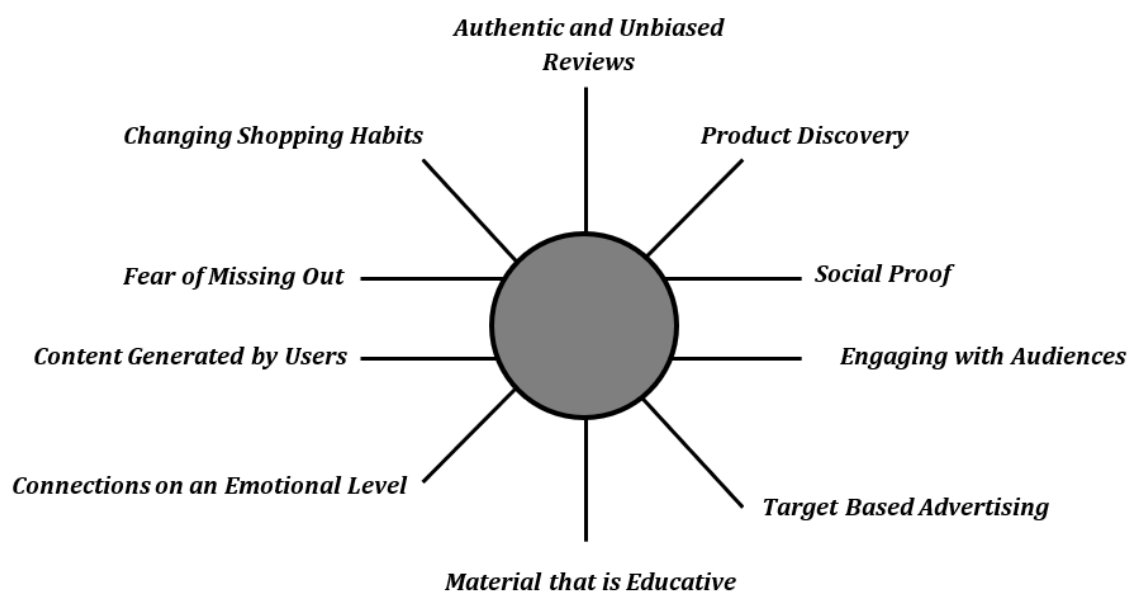 Authentic and Unbiased
Reviews
Changing Shopping Habits
Product Discovery
Fear of Missing Out
Social Proof
Content Generated by Users
Engaging with Audiences
Connections on an Emotional Level
Target Based Advertising
Material that is Educative